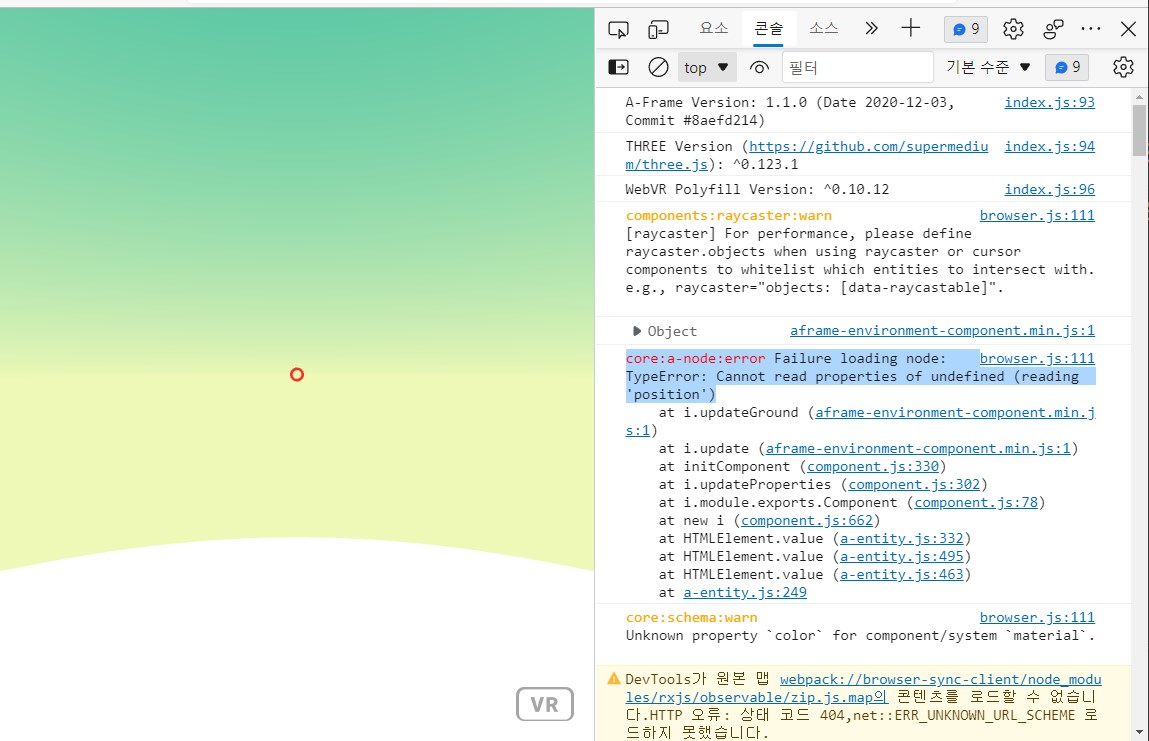 요소 콘솔 소스 9
top 필터 기본 수준 9
A-Frame Version: 1.1.0 (Date 2020-12-03, index.js:93
Commit #8aefd214)
THREE Version (https://github.com/supermediu index.js:94
m/three.js): ^0.123.1
WebVR Polyfill Version: ^0.10.12 index.js:96
components:raycaster:warn browser.js:111
[raycaster] For performance, please define
raycaster.objects when using raycaster or cursor
components to whitelist which entities to intersect with.
e.g., raycaster="objects: [data-raycastable]".
Object aframe-environment-component.min.js:1
core:a-node:error Failure loading node: browser.js:111
TypeError: Cannot read properties of undefined (reading
'position')
at i.updateGround (aframe-environment-component.min.j
s:1)
at i.update (aframe-environment-component.min.js:1)
at initComponent (component.js:330)
at i.updateProperties (component.js:302)
at i.module.exports.Component (component.js:78)
at new i (component.js:662)
at HTMLElement.value (a-entity.js:332)
at HTMLElement.value (a-entity.js:495)
at HTMLElement.value (a-entity.js:463)
at a-entity.js:249
core:schema:warn browser.js:111
Unknown property `color` for component/system `material`.
DevTools가 원본 맵 webpack://browser-sync-client/node_modu
les/rxjs/observable/zip.js.map의 콘텐츠를 로드할 수 없습니
다.HTTP 오류: 상태 코드 404,net::ERR_UNKNOWN_URL_SCHEME 로
드하지 못했습니다.
VR